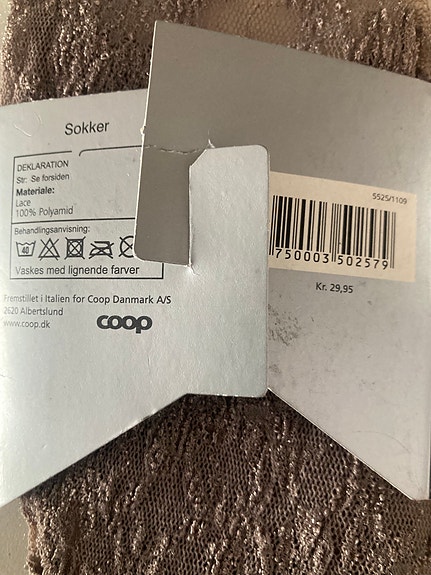 Sokker
DEKLARATION
Str: Se forsiden
Materiale:
Lace
100% Polyamid
Behandlingsanvisning:
40
Vaskes med lignende farver
Fremstillet i Italien for Coop Danmark A/S
2620 Albertslund
www.coop.dk
coop
5525/1109
750003 502579
Kr. 29,95